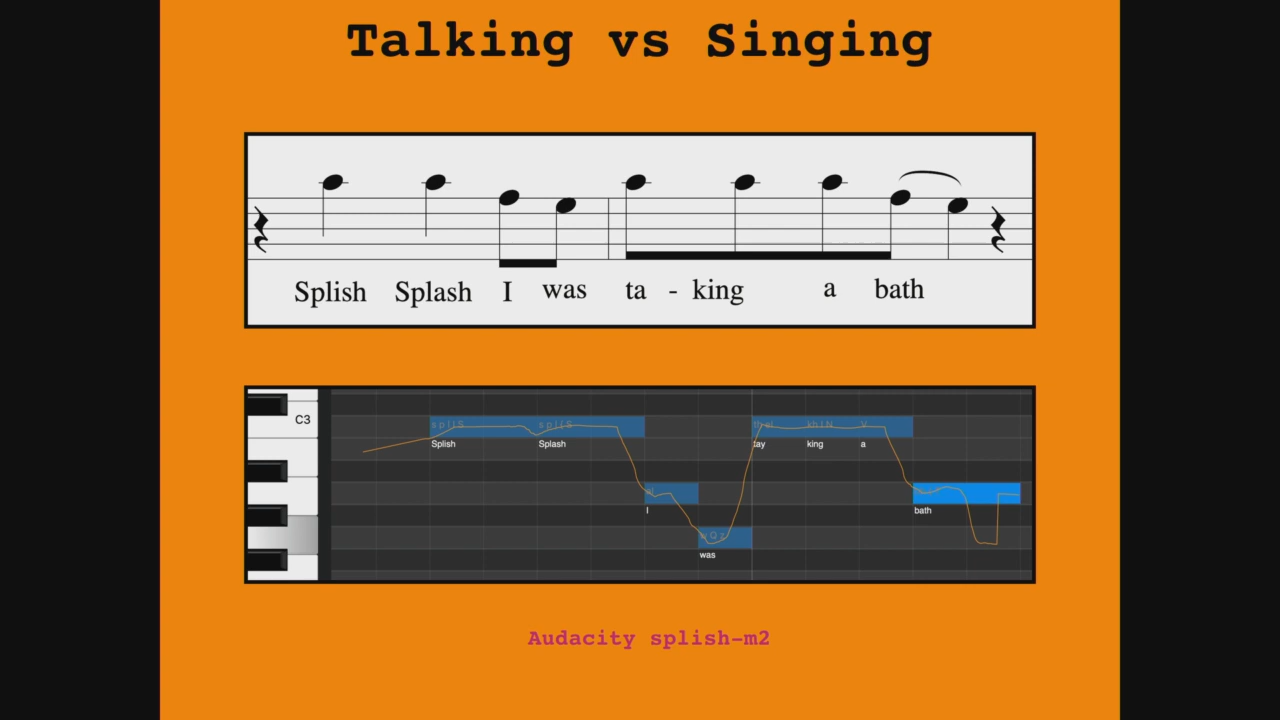 Talking vs Singing
Splish Splash I was ta - king a bath
C3
Splish Splash tay king a
I bath
was
Audacity splish-m2